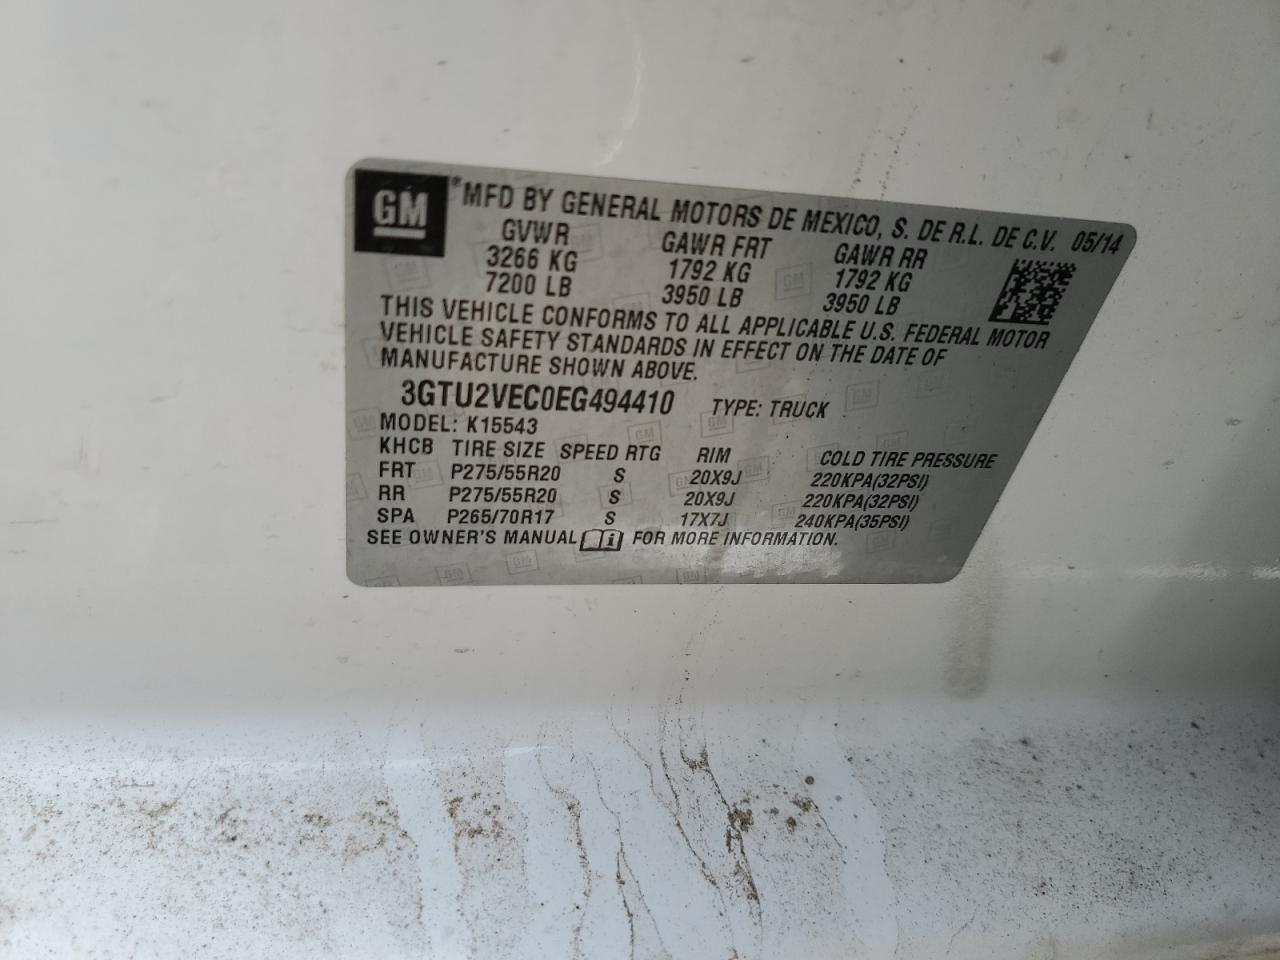 GM
® MFD BY GENERAL MOTORS DE MEXICO, S. DE R.L. DE C.V. 05/14
GVWR GAWR FRT GAWR RR
3266 KG 1792 KG 1792 KG
7200 LB 3950 LB 3950 LB
THIS VEHICLE CONFORMS TO ALL APPLICABLE U.S. FEDERAL MOTOR
VEHICLE SAFETY STANDARDS IN EFFECT ON THE DATE OF
MANUFACTURE SHOWN ABOVE.
3GTU2VEC0EG494410 TYPE: TRUCK
MODEL: K15543
KHCB TIRE SIZE SPEED RTG RIM COLD TIRE PRESSURE
FRT P275/55R20 S 20X9J 220KPA(32PSI)
RR P275/55R20 S 20X9J 220KPA(32PSI)
SPA P265/70R17 S 17X7J 240KPA(35PSI)
SEE OWNER'S MANUAL i FOR MORE INFORMATION.